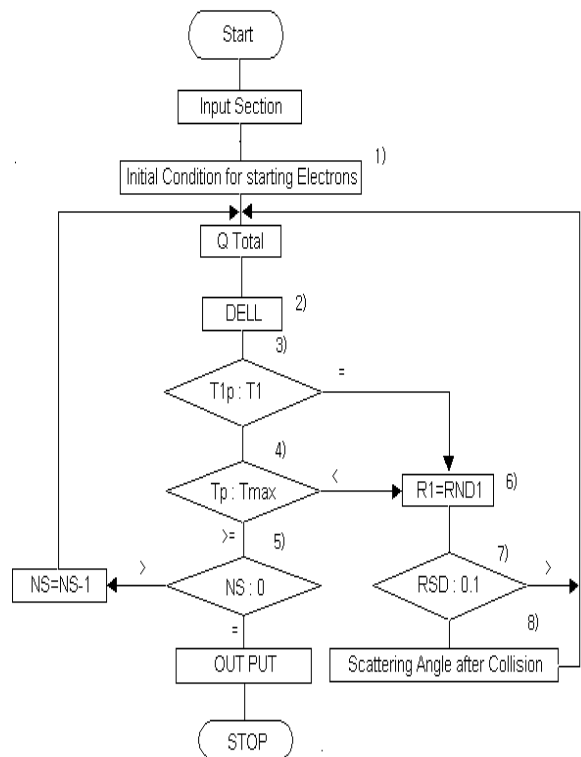 Start
Input Section
1)
Initial Condition for starting Electrons
Q Total
2)
DELL
3)
T1p : T1
=
4)
Tp : Tmax
<
R1=RND1
6)
>=
5)
7)
NS=NS-1
>
NS : 0
RSD : 0.1
>
=
8)
OUT PUT
Scattering Angle after Collision
STOP